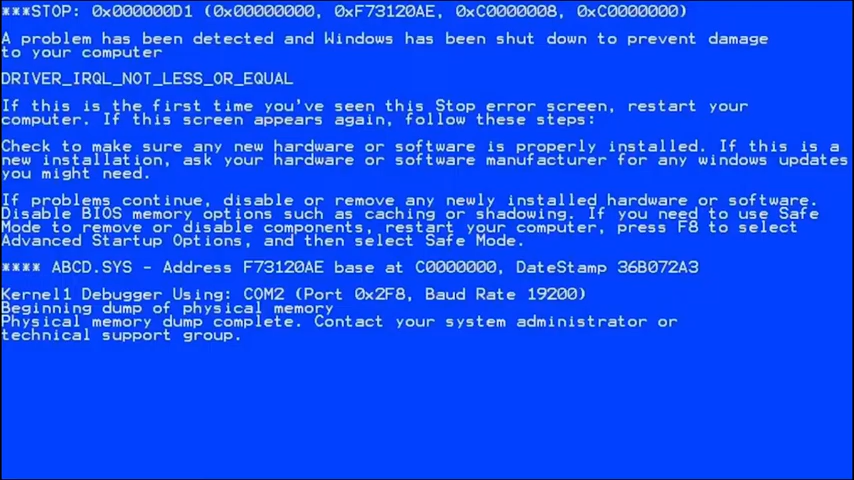 ***STOP: 0x000000D1 (0x00000000, 0xF73120AE, 0xC0000008, 0xC0000000)
A problem has been detected and Windows has been shut down to prevent damage
to your computer
DRIVER_IRQL_NOT_LESS_OR_EQUAL
If this is the first time you've seen this Stop error screen, restart your
computer. If this screen appears again, follow these steps:
Check to make sure any new hardware or software is properly installed. If this is a
new installation, ask your hardware or software manufacturer for any windows updates
you might need.
If problems continue, disable or remove any newly installed hardware or software.
Disable BIOS memory options such as caching or shadowing. If you need to use Safe
Mode to remove or disable components, restart your computer, press F8 to select
Advanced Startup Options, and then select Safe Mode.
**** ABCD.SYS - Address F73120AE base at C0000000, DateStamp 36B072A3
Kernel1 Debugger Using: COM2 (Port 0x2F8, Baud Rate 19200)
Beginning dump of physical memory
Physical memory dump complete. Contact your system administrator or
technical support group.